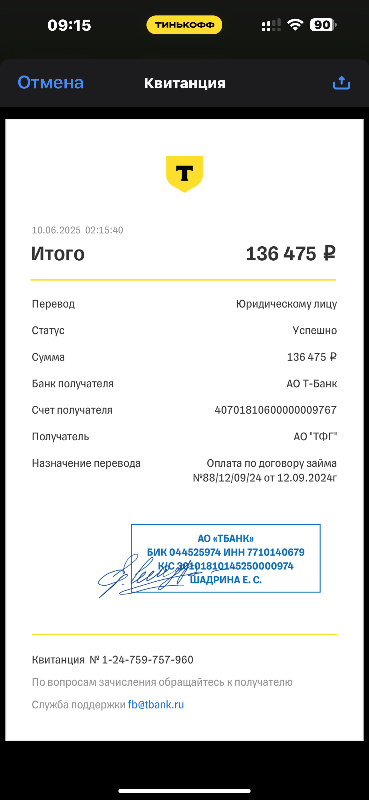 09:15
ТИНЬКОФФ
90
Отмена
Квитанция
Т
10.06.2025 02:15:40
Итого 136 475 ₽
Перевод Юридическому лицу
Статус Успешно
Сумма 136 475 ₽
Банк получателя АО Т-Банк
Счет получателя 40701810600000009767
Получатель АО "ТФГ"
Назначение перевода Оплата по договору займа
№88/12/09/24 от 12.09.2024г
АО «ТБАНК»
БИК 044525974 ИНН 7710140679
К/С 30101810145250000974
ШАДРИНА Е. С.
Квитанция № 1-24-759-757-960
По вопросам зачисления обращайтесь к получателю
Служба поддержки fb@tbank.ru